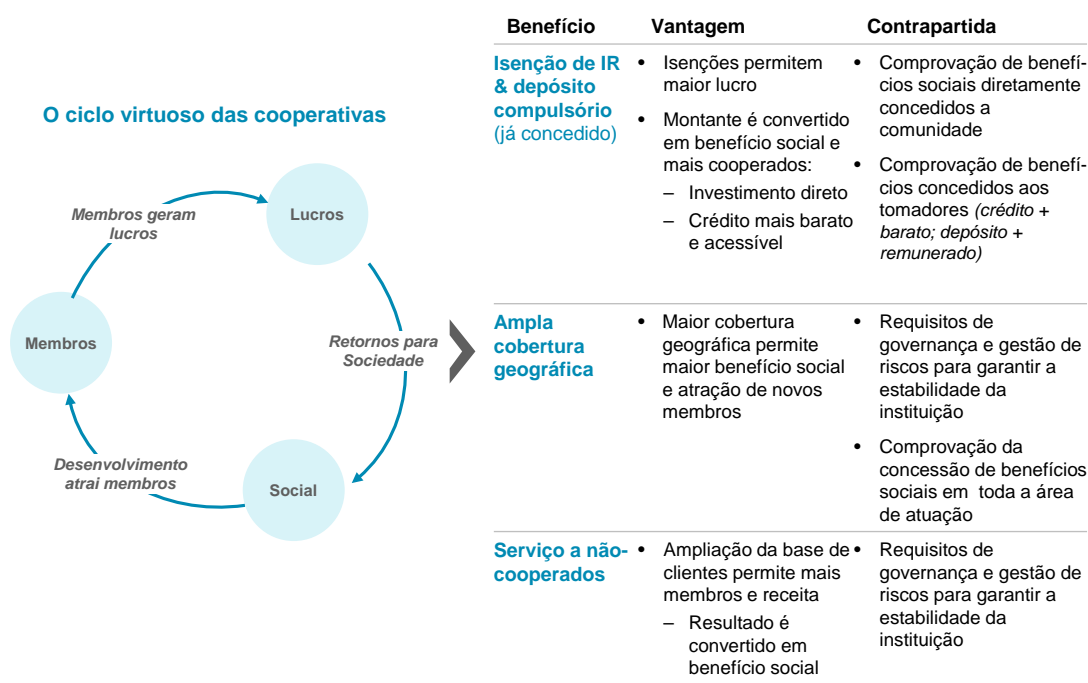 O ciclo virtuoso das cooperativas
Membros geram
lucros
Lucros
Membros
Retornos para
Sociedade
Desenvolvimento
atrai membros
Social
Benefício
Vantagem
Contrapartida
Isenção de IR
& depósito
compulsório
(já concedido)
• Isenções permitem
maior lucro
• Montante é convertido
em benefício social e
mais cooperados:
– Investimento direto
– Crédito mais barato
e acessível
• Comprovação de benefí-
cios sociais diretamente
concedidos a
comunidade
• Comprovação de benefí-
cios concedidos aos
tomadores (crédito +
barato; depósito +
remunerado)
Ampla
cobertura
geográfica
• Maior cobertura
geográfica permite
maior benefício social
e atração de novos
membros
• Requisitos de
governança e gestão de
riscos para garantir a
estabilidade da
instituição
• Comprovação da
concessão de benefícios
sociais em toda a área
de atuação
Serviço a não-
cooperados
• Ampliação da base de
clientes permite mais
membros e receita
– Resultado é
convertido em
benefício social
• Requisitos de
governança e gestão de
riscos para garantir a
estabilidade da
instituição